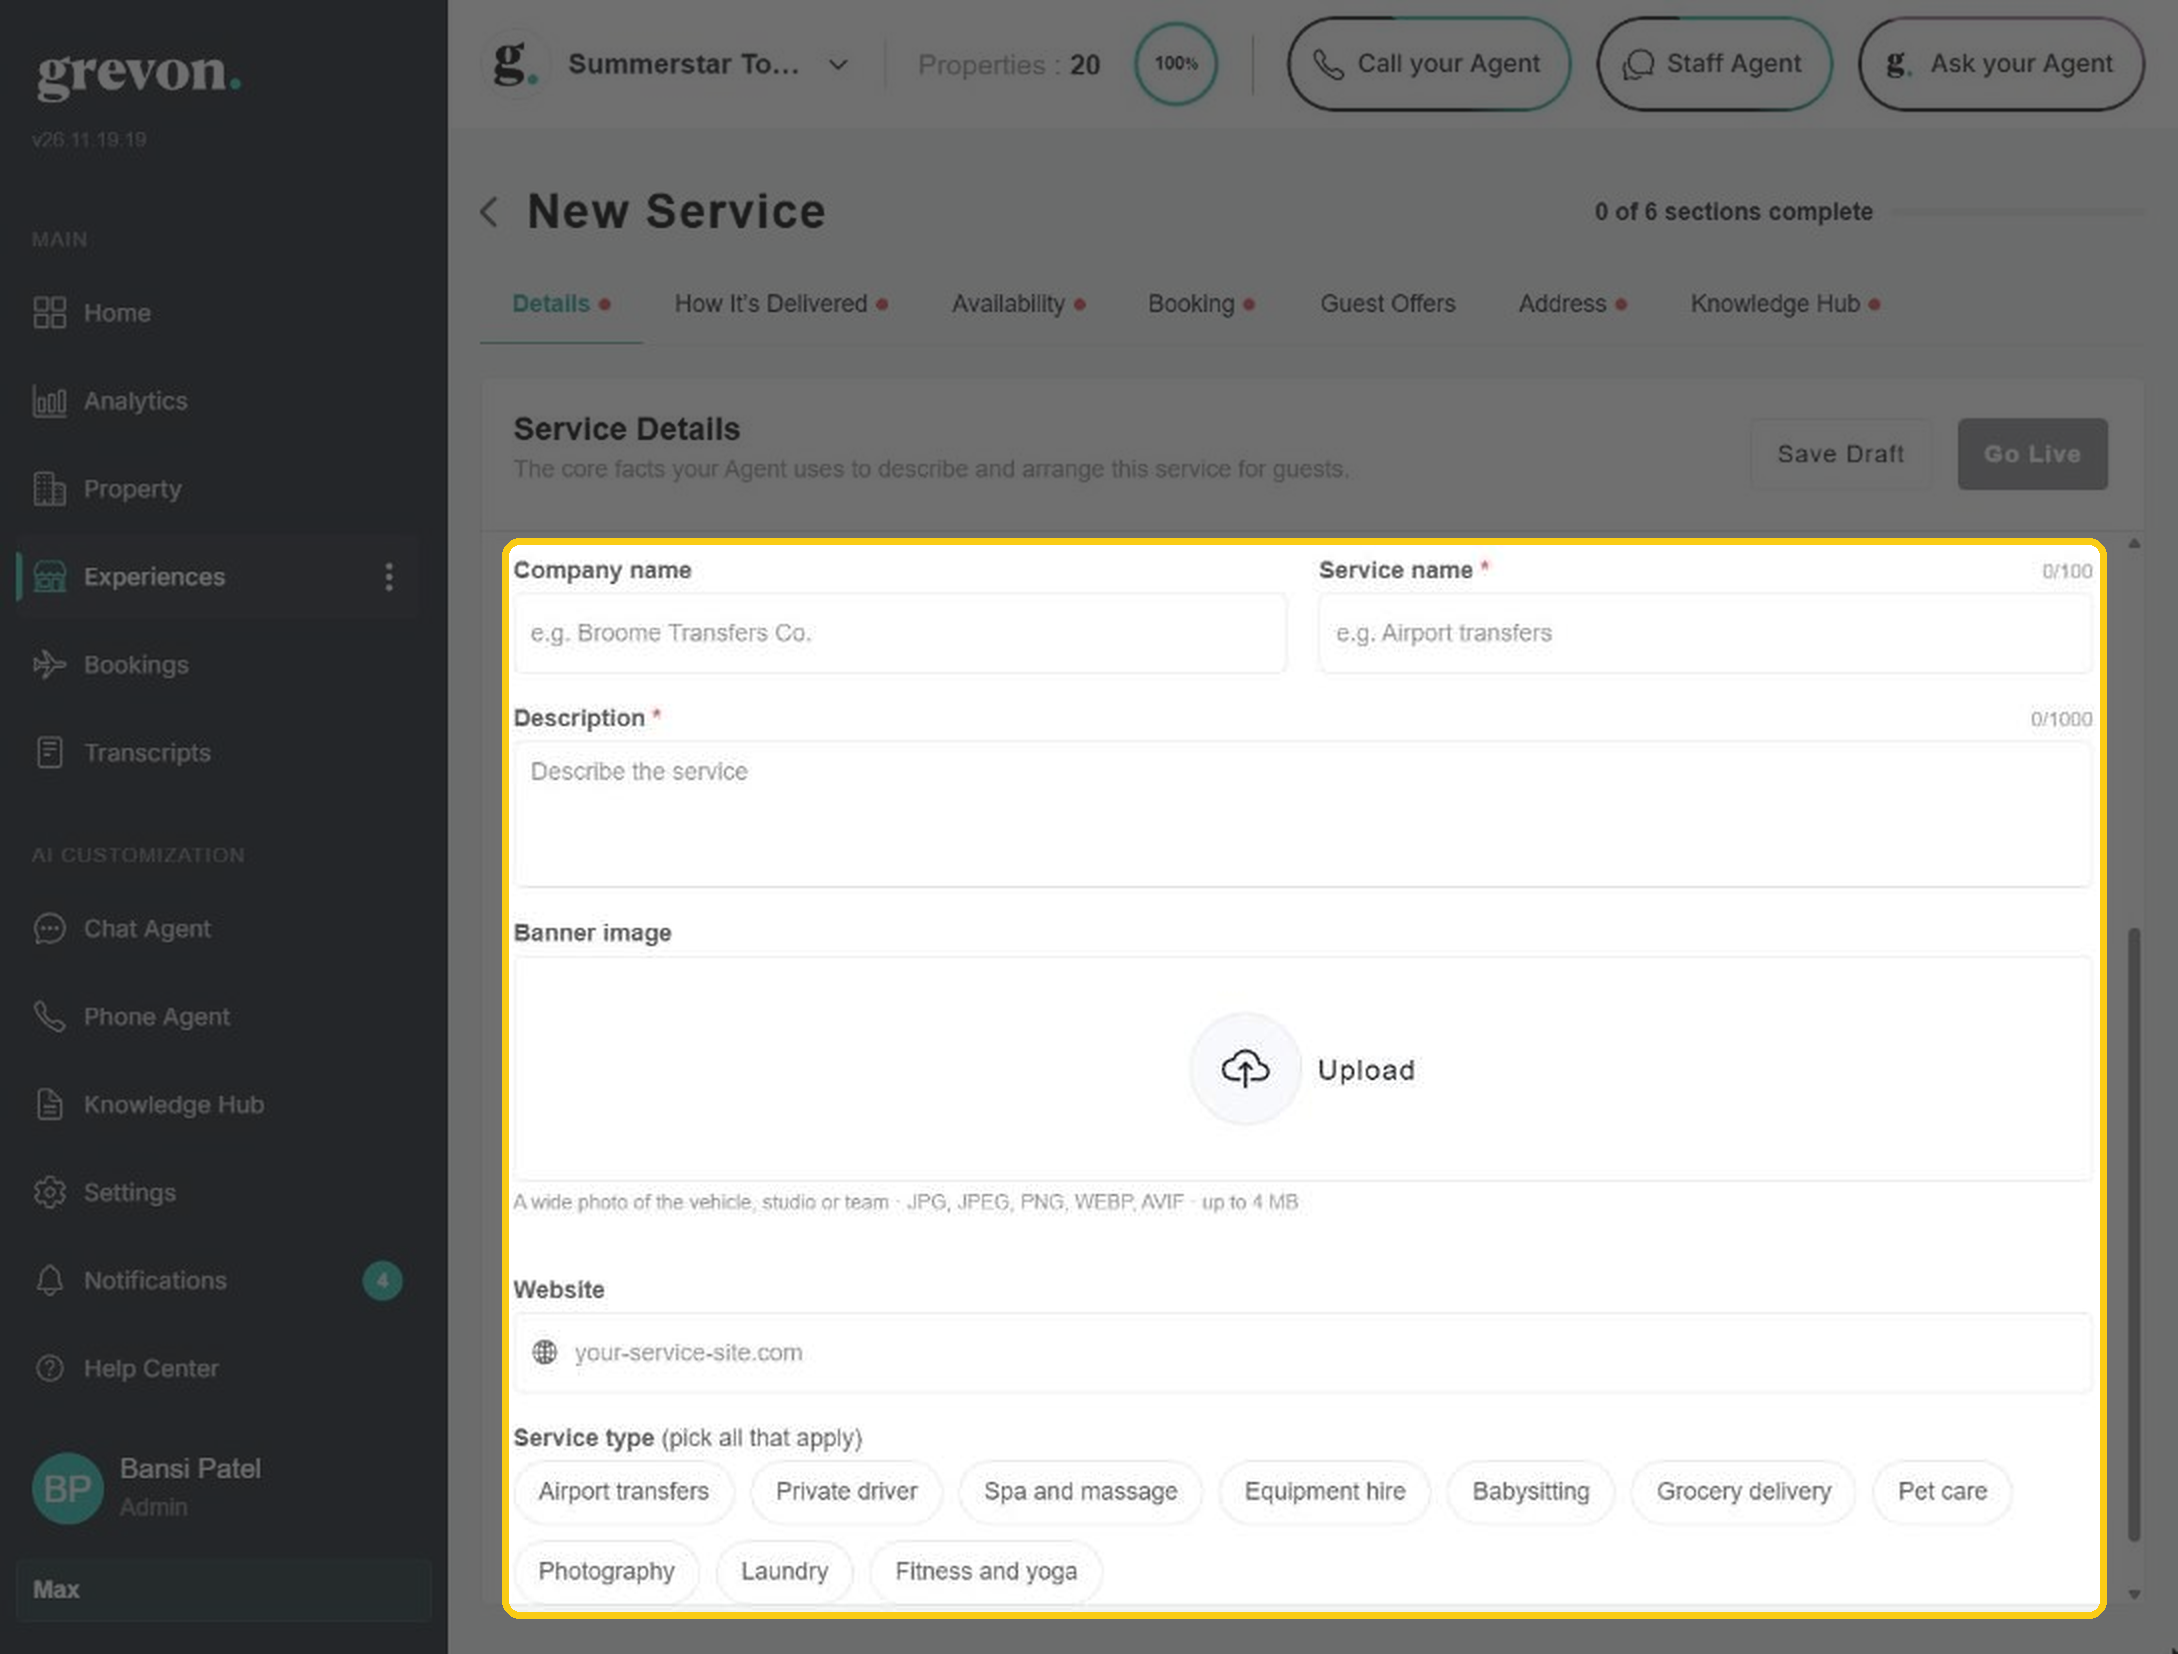 grevon.
v26.11.19.19
MAIN
Home
Analytics
Property
Experiences
Bookings
Transcripts
AI CUSTOMIZATION
Chat Agent
Phone Agent
Knowledge Hub
Settings
Notifications 4
Help Center
BP Bansi Patel
Admin
Max
g. Summerstar To... Properties : 20 100% Call your Agent Staff Agent g. Ask your Agent
New Service 0 of 6 sections complete
Details How It's Delivered Availability Booking Guest Offers Address Knowledge Hub
Service Details
The core facts your Agent uses to describe and arrange this service for guests.
Save Draft Go Live
Company name Service name * 0/100
e.g. Broome Transfers Co. e.g. Airport transfers
Description * 0/1000
Describe the service
Banner image
Upload
A wide photo of the vehicle, studio or team · JPG, JPEG, PNG, WEBP, AVIF · up to 4 MB
Website
your-service-site.com
Service type (pick all that apply)
Airport transfers Private driver Spa and massage Equipment hire Babysitting Grocery delivery Pet care
Photography Laundry Fitness and yoga